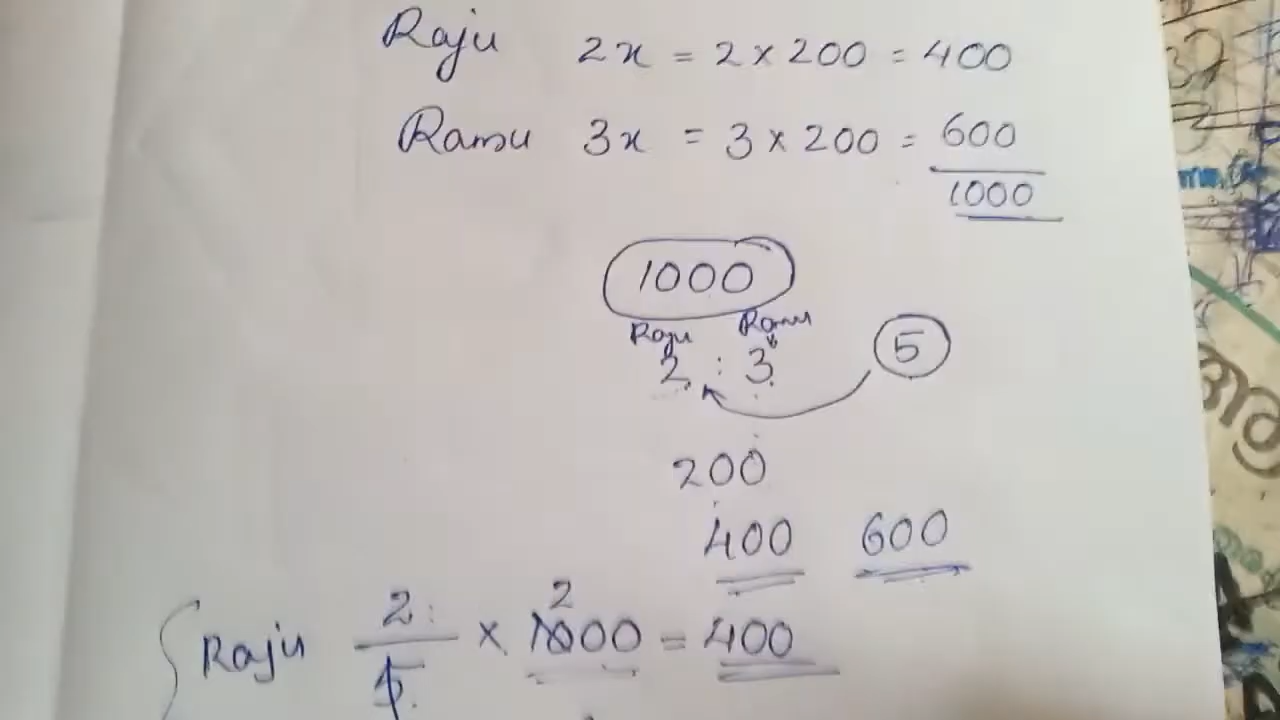 Raju 2x = 2 × 200 = 400
Ramu 3x = 3 × 200 = 600
1000
1000
Raju Ramu
2 : 3
5
200
400 600
2
Raju 2/5 × 1000 = 400